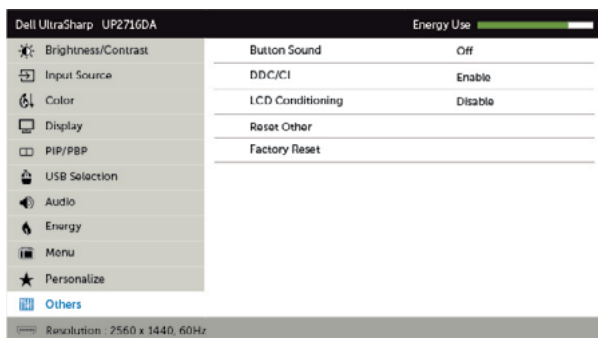 Dell UltraSharp UP2716DA Energy Use
Brightness/Contrast Button Sound Off
Input Source DDC/CI Enable
Color LCD Conditioning Disable
Display Reset Other
PIP/PBP Factory Reset
USB Selection
Audio
Energy
Menu
Personalize
Others
Resolution : 2560 x 1440, 60Hz